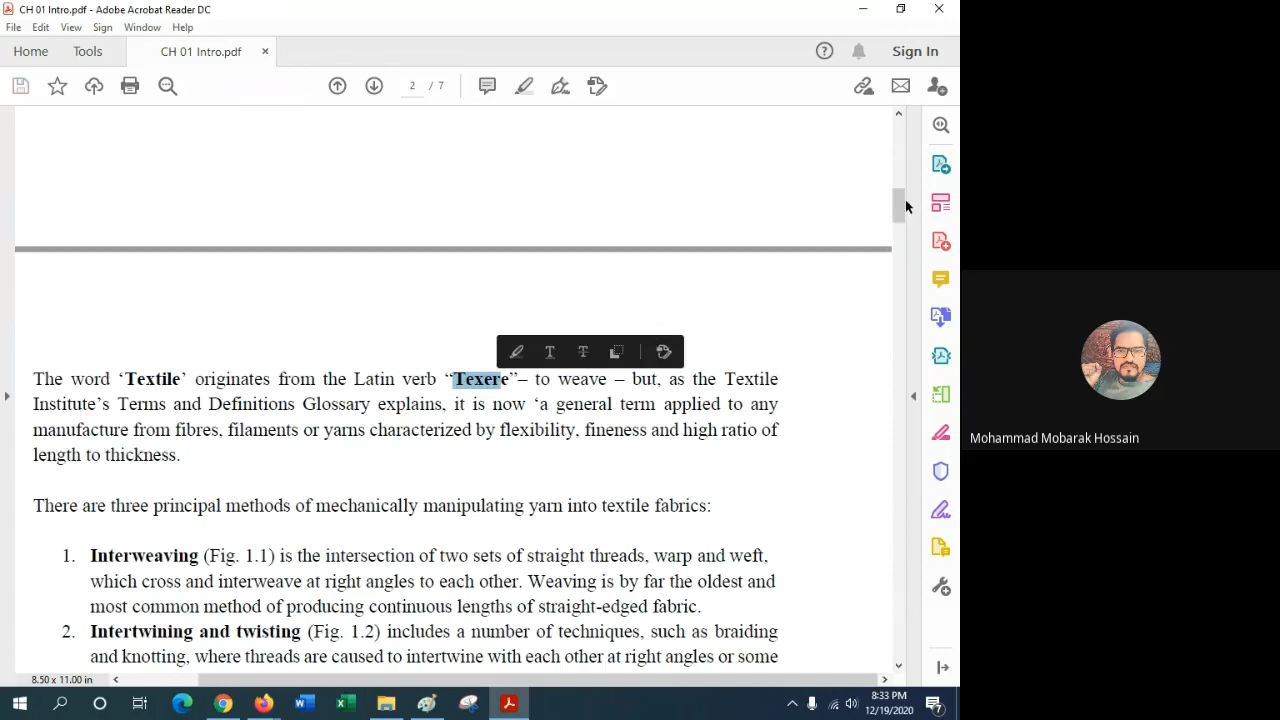 CH 01 Intro.pdf - Adobe Acrobat Reader DC
File Edit View Sign Window Help
Home Tools CH 01 Intro.pdf × Sign In
2 / 7
The word ‘Textile’ originates from the Latin verb “Texere”– to weave – but, as the Textile
Institute’s Terms and Definitions Glossary explains, it is now ‘a general term applied to any
manufacture from fibres, filaments or yarns characterized by flexibility, fineness and high ratio of
length to thickness.
There are three principal methods of mechanically manipulating yarn into textile fabrics:
1. Interweaving (Fig. 1.1) is the intersection of two sets of straight threads, warp and weft,
which cross and interweave at right angles to each other. Weaving is by far the oldest and
most common method of producing continuous lengths of straight-edged fabric.
2. Intertwining and twisting (Fig. 1.2) includes a number of techniques, such as braiding
and knotting, where threads are caused to intertwine with each other at right angles or some
8.50 x 11.00 in
Mohammad Mobarak Hossain
8:33 PM
12/19/2020
7